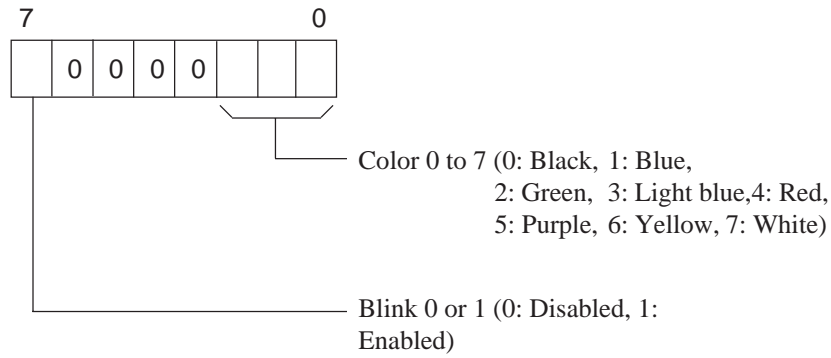 7 0
0 0 0 0
Color 0 to 7 (0: Black, 1: Blue,
2: Green, 3: Light blue,4: Red,
5: Purple, 6: Yellow, 7: White)
Blink 0 or 1 (0: Disabled, 1:
Enabled)